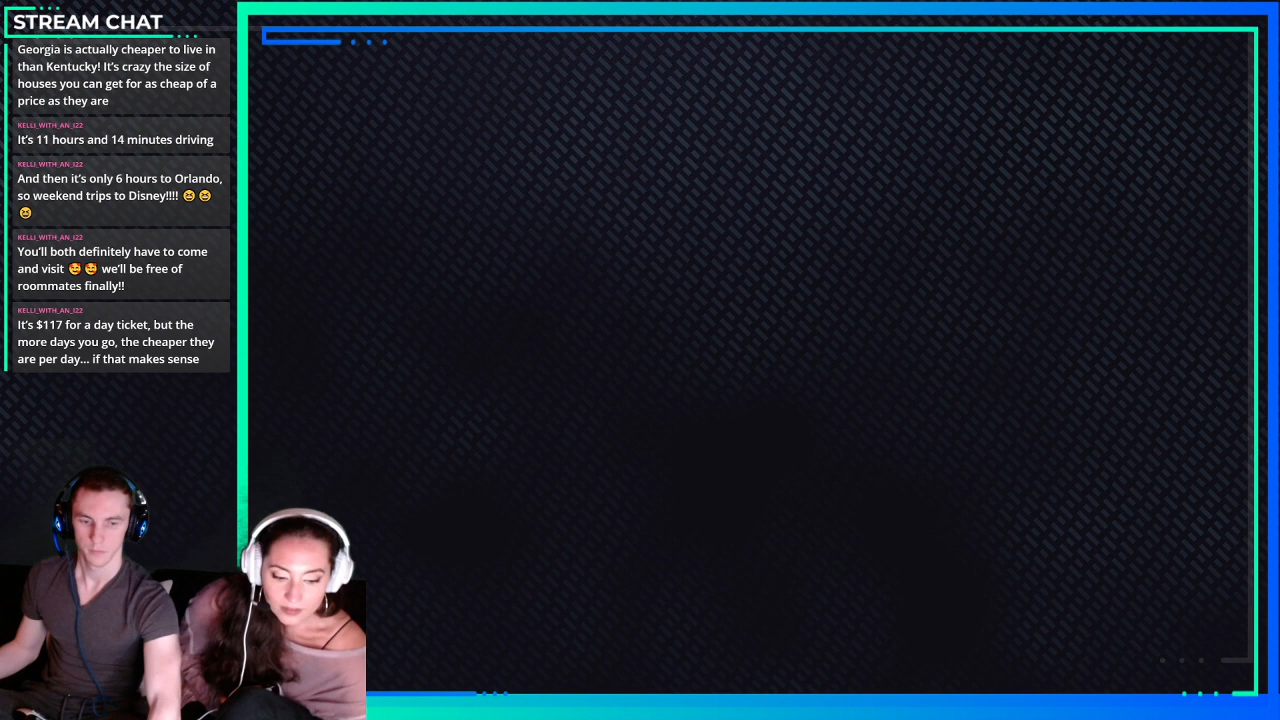 STREAM CHAT
Georgia is actually cheaper to live in
than Kentucky! It's crazy the size of
houses you can get for as cheap of a
price as they are
KELLI_WITH_AN_I22
It's 11 hours and 14 minutes driving
KELLI_WITH_AN_I22
And then it's only 6 hours to Orlando,
so weekend trips to Disney!!!! 😆 😆
😆
KELLI_WITH_AN_I22
You'll both definitely have to come
and visit 🥰 🥰 we'll be free of
roommates finally!!
KELLI_WITH_AN_I22
It's $117 for a day ticket, but the
more days you go, the cheaper they
are per day... if that makes sense